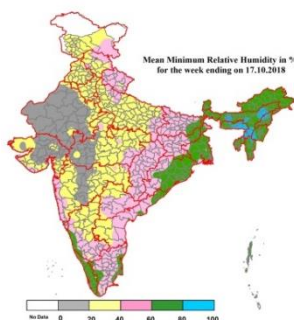 Mean Minimum Relative Humidity in %
for the week ending on 17.10.2018
No Data 0 20 40 60 80 100